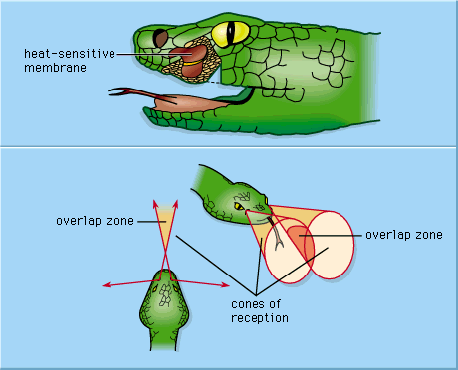 heat-sensitive
membrane
overlap zone
overlap zone
cones of
reception